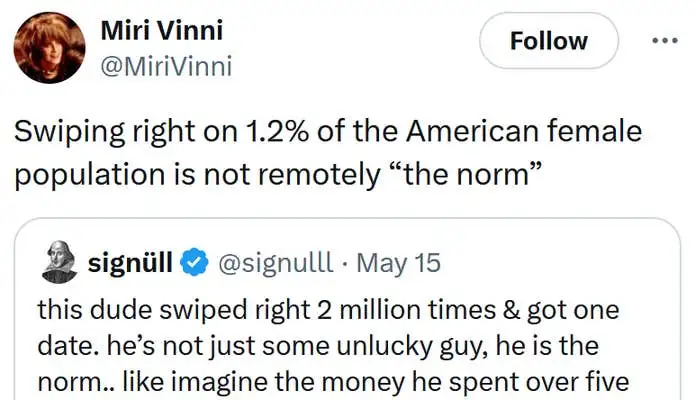 Miri Vinni
Follow
@MiriVinni
Swiping right on 1.2% of the American female
population is not remotely “the norm”
signüll @signulll · May 15
this dude swiped right 2 million times & got one
date. he’s not just some unlucky guy, he is the
norm.. like imagine the money he spent over five